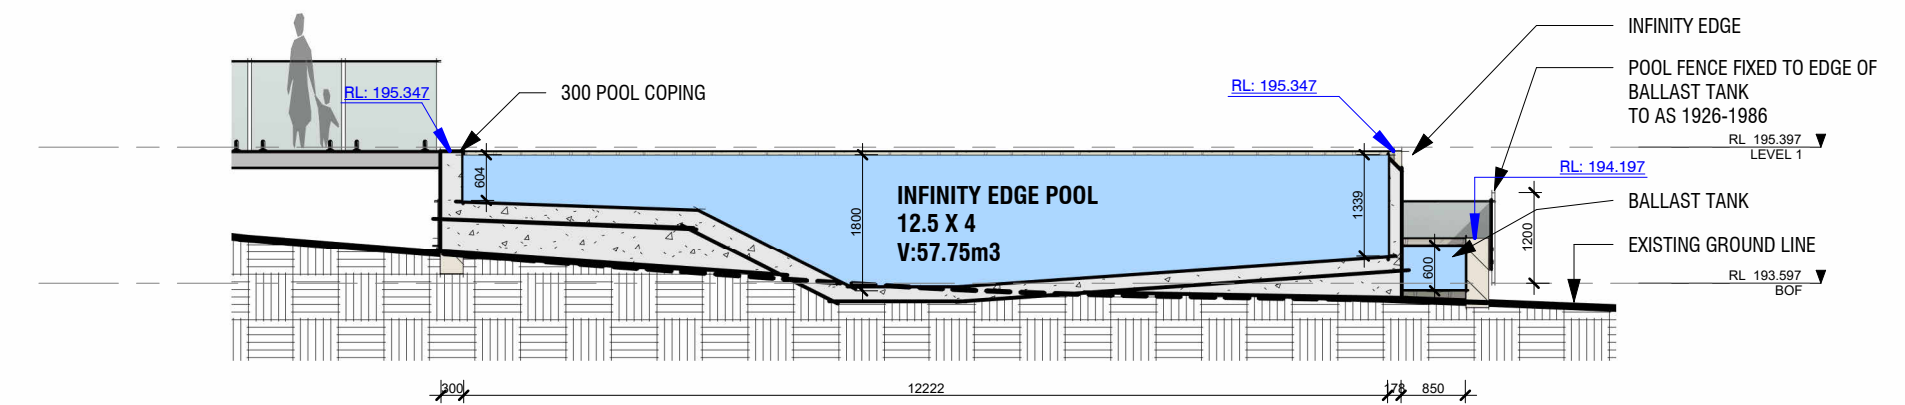 INFINITY EDGE
POOL FENCE FIXED TO EDGE OF
BALLAST TANK
TO AS 1926-1986
RL: 195.347
300 POOL COPING
RL: 195.347
RL 195.397
LEVEL 1
RL: 194.197
604
1800
INFINITY EDGE POOL
12.5 X 4
V:57.75m3
1339
BALLAST TANK
1200
EXISTING GROUND LINE
600
RL 193.597
BOF
300
12222
178
850